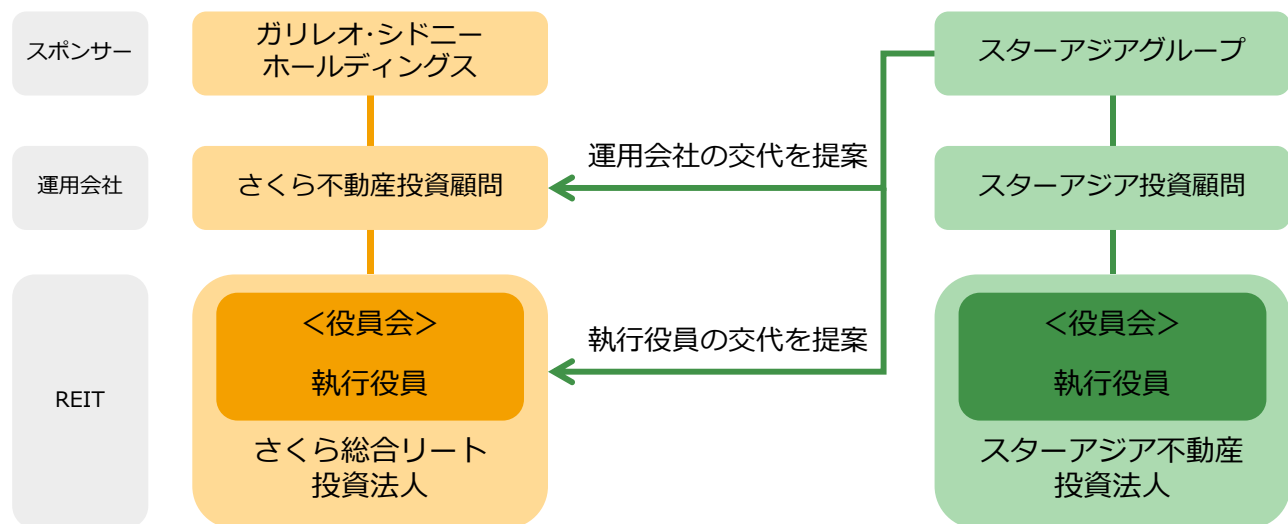 スポンサー
ガリレオ・シドニー
ホールディングス
スターアジアグループ
運用会社の交代を提案
運用会社
さくら不動産投資顧問
スターアジア投資顧問
REIT
＜役員会＞
執行役員
さくら総合リート
投資法人
執行役員の交代を提案
＜役員会＞
執行役員
スターアジア不動産
投資法人